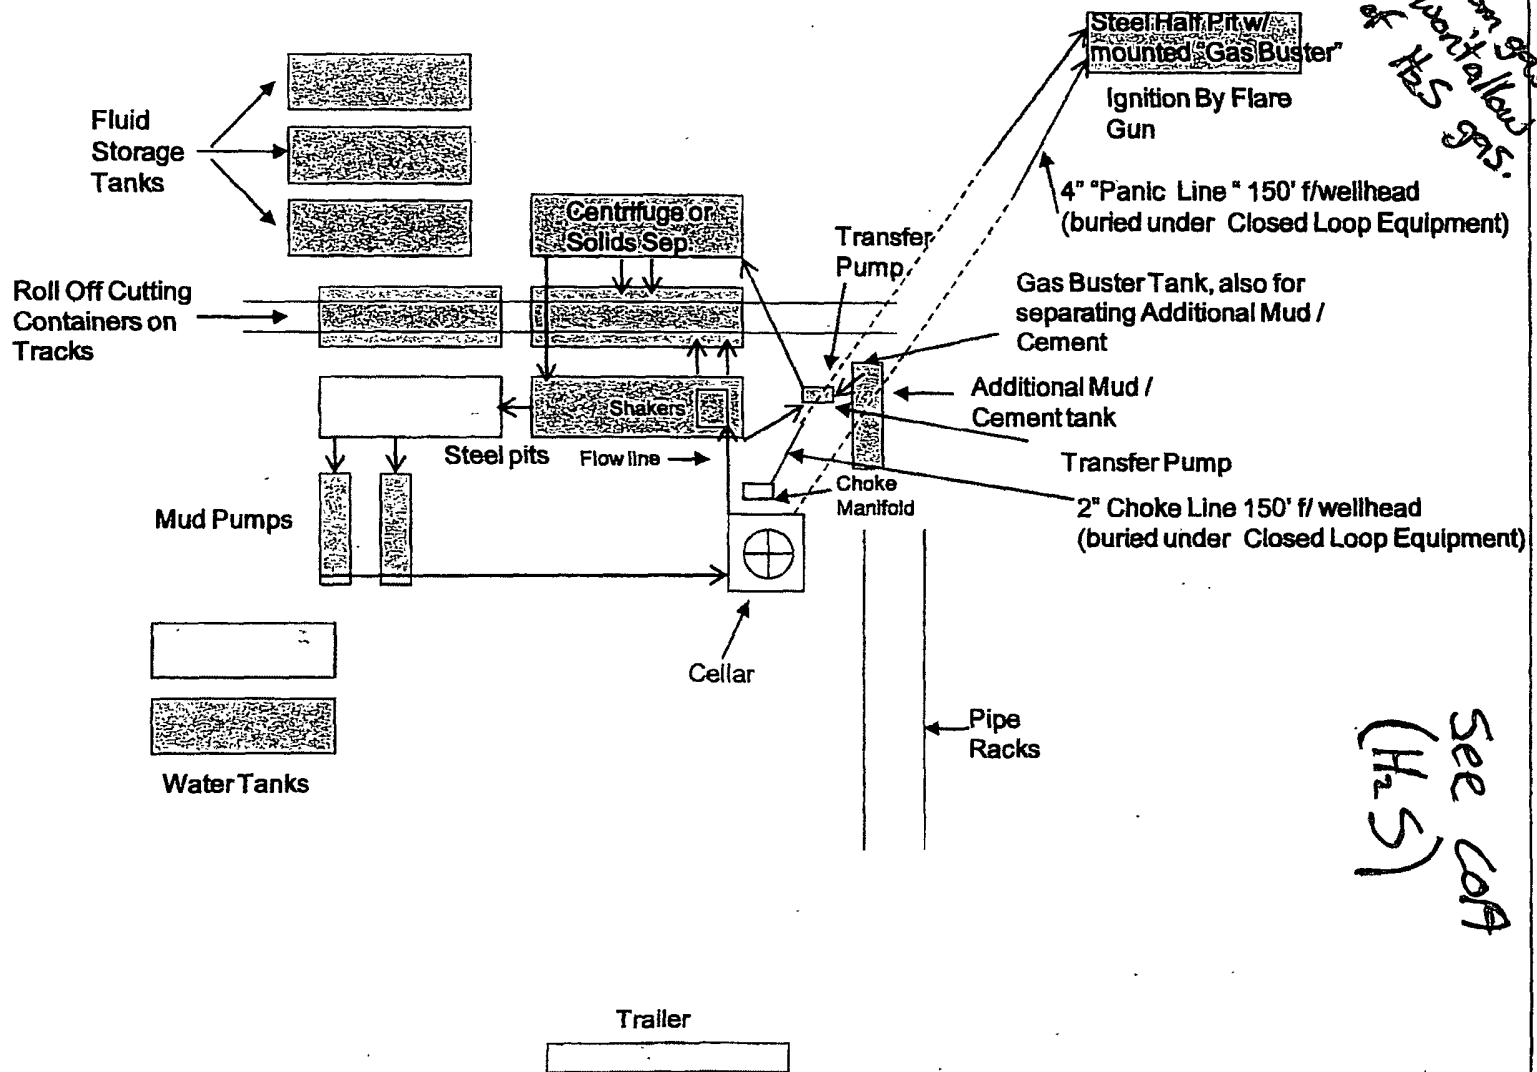 Steel Half Pit w/
mounted "Gas Buster"
Ignition By Flare
Gun
won't allow
of H2S gas.
Fluid
Storage
Tanks
4" "Panic Line " 150' f/wellhead
(buried under Closed Loop Equipment)
Centrifuge or
Solids Sep.
Transfer
Pump
Gas Buster Tank, also for
separating Additional Mud /
Cement
Roll Off Cutting
Containers on
Tracks
Additional Mud /
Cement tank
Shakers
Steel pits
Flow line
Transfer Pump
Choke
Manifold
2" Choke Line 150' f/ wellhead
(buried under Closed Loop Equipment)
Mud Pumps
Cellar
Pipe
Racks
Water Tanks
See COA
(H2S)
Trailer